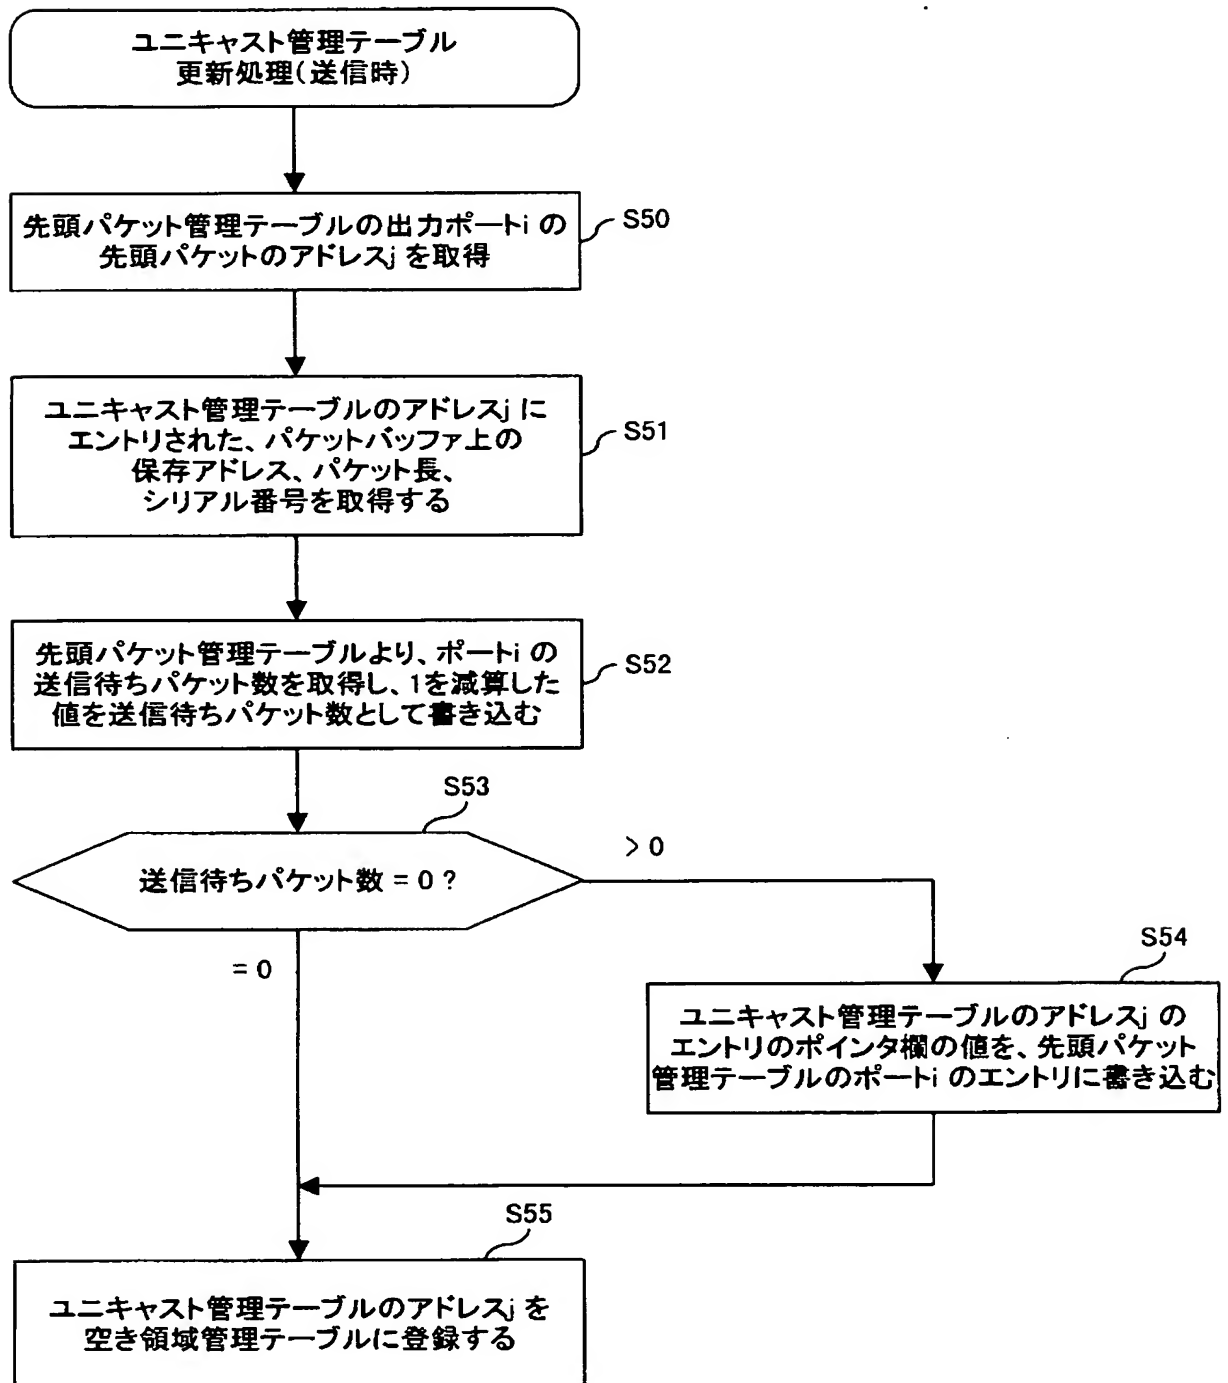 ユニキャスト管理テーブル
更新処理(送信時)
先頭パケット管理テーブルの出力ポートi の
先頭パケットのアドレスj を取得
S50
ユニキャスト管理テーブルのアドレスj に
エントリされた、パケットバッファ上の
保存アドレス、パケット長、
シリアル番号を取得する
S51
先頭パケット管理テーブルより、ポートi の
送信待ちパケット数を取得し、1を減算した
値を送信待ちパケット数として書き込む
S52
S53
送信待ちパケット数 = 0 ?
> 0
= 0
S54
ユニキャスト管理テーブルのアドレスj の
エントリのポインタ欄の値を、先頭パケット
管理テーブルのポートi のエントリに書き込む
S55
ユニキャスト管理テーブルのアドレスj を
空き領域管理テーブルに登録する